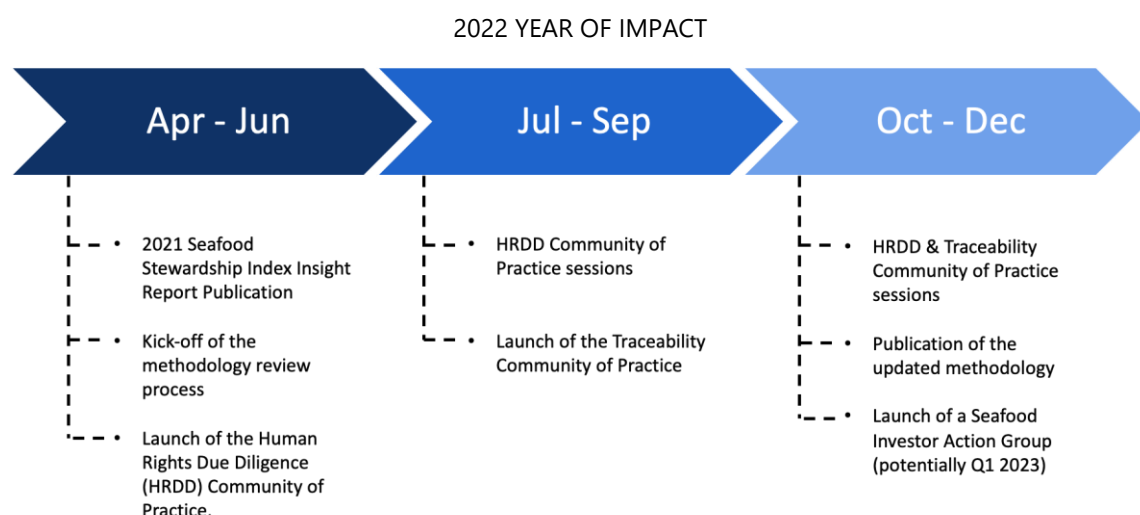 2022 YEAR OF IMPACT
Apr - Jun
Jul - Sep
Oct - Dec
• 2021 Seafood
Stewardship Index Insight
Report Publication
• Kick-off of the
methodology review
process
• Launch of the Human
Rights Due Diligence
(HRDD) Community of
Practice.
• HRDD Community of
Practice sessions
• Launch of the Traceability
Community of Practice
• HRDD & Traceability
Community of Practice
sessions
• Publication of the
updated methodology
• Launch of a Seafood
Investor Action Group
(potentially Q1 2023)